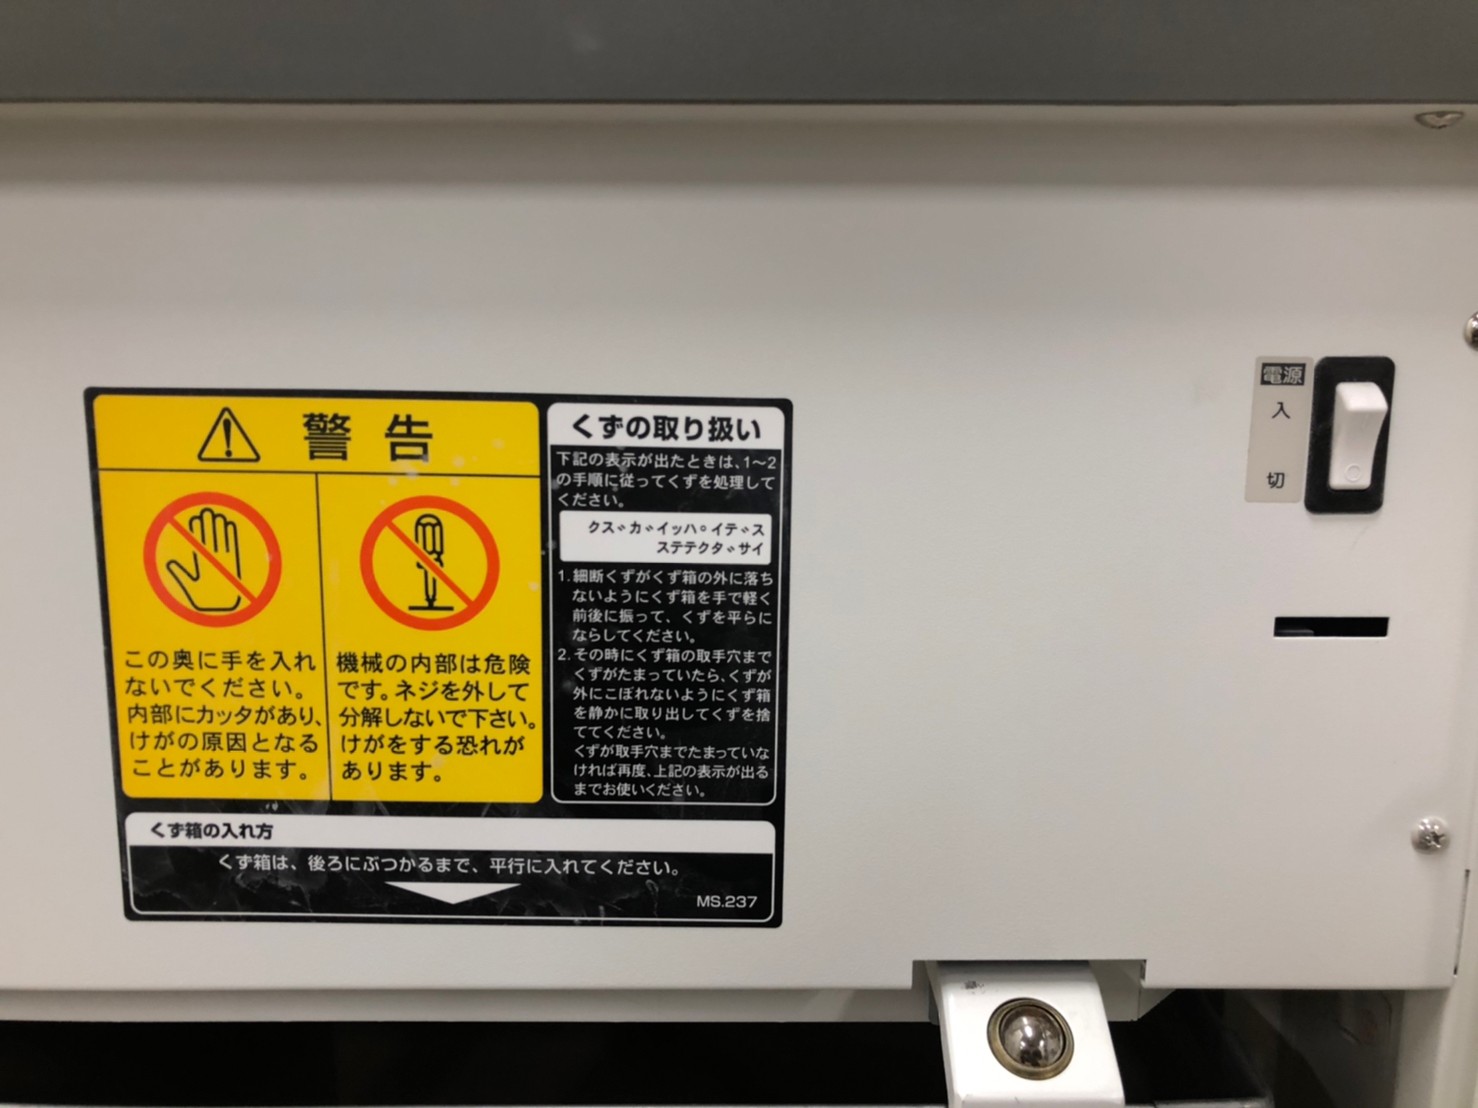 警告
この奥に手を入れ
ないでください。
内部にカッタがあり、
けがの原因となる
ことがあります。
機械の内部は危険
です。ネジを外して
分解しないで下さい。
けがをする恐れが
あります。
くずの取り扱い
下記の表示が出たときは、1～2
の手順に従ってくずを処理して
ください。
クズガイッパイデス
ステテクダサイ
1.細断くずがくず箱の外に落ち
ないようにくず箱を手で軽く
前後に振って、くずを平らに
ならしてください。
2.その時にくず箱の取手穴まで
くずがたまっていたら、くずが
外にこぼれないようにくず箱
を静かに取り出してくずを捨
ててください。
くずが取手穴までたまっていな
ければ再度、上記の表示が出る
までお使いください。
くず箱の入れ方
くず箱は、後ろにぶつかるまで、平行に入れてください。
MS.237
電源
入
切